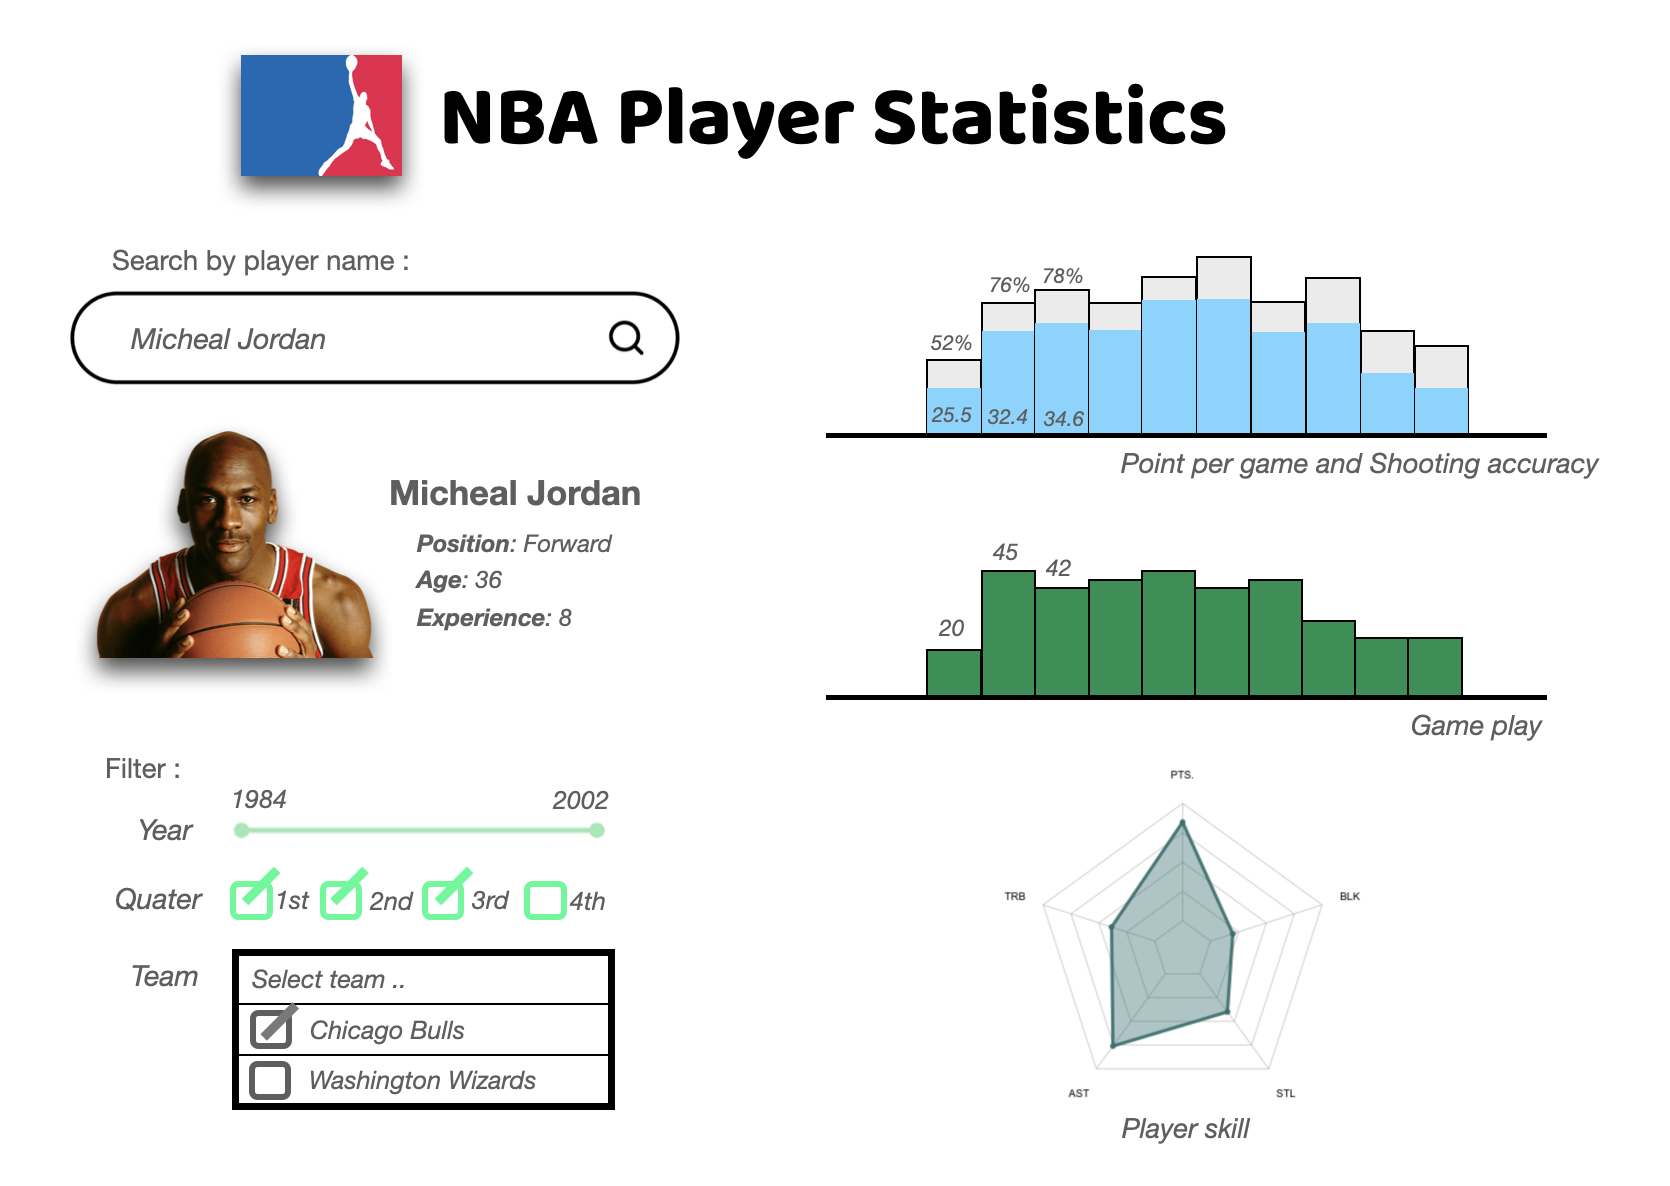 NBA Player Statistics
Search by player name :
Micheal Jordan
Micheal Jordan
Position: Forward
Age: 36
Experience: 8
Filter :
1984 2002
Year
Quater 1st 2nd 3rd 4th
Team Select team ..
Chicago Bulls
Washington Wizards
52% 76% 78%
25.5 32.4 34.6
Point per game and Shooting accuracy
20 45 42
Game play
PTS.
TRB BLK
AST STL
Player skill